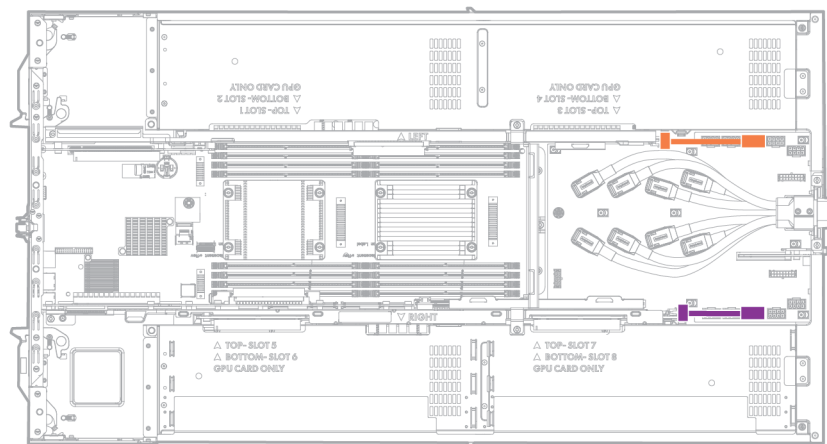 △ TOP- SLOT 1
△ BOTTOM- SLOT 2
GPU CARD ONLY
△ TOP- SLOT 3
△ BOTTOM- SLOT 4
GPU CARD ONLY
△ LEFT
▽ RIGHT
△ TOP- SLOT 5
△ BOTTOM- SLOT 6
GPU CARD ONLY
△ TOP- SLOT 7
△ BOTTOM- SLOT 8
GPU CARD ONLY